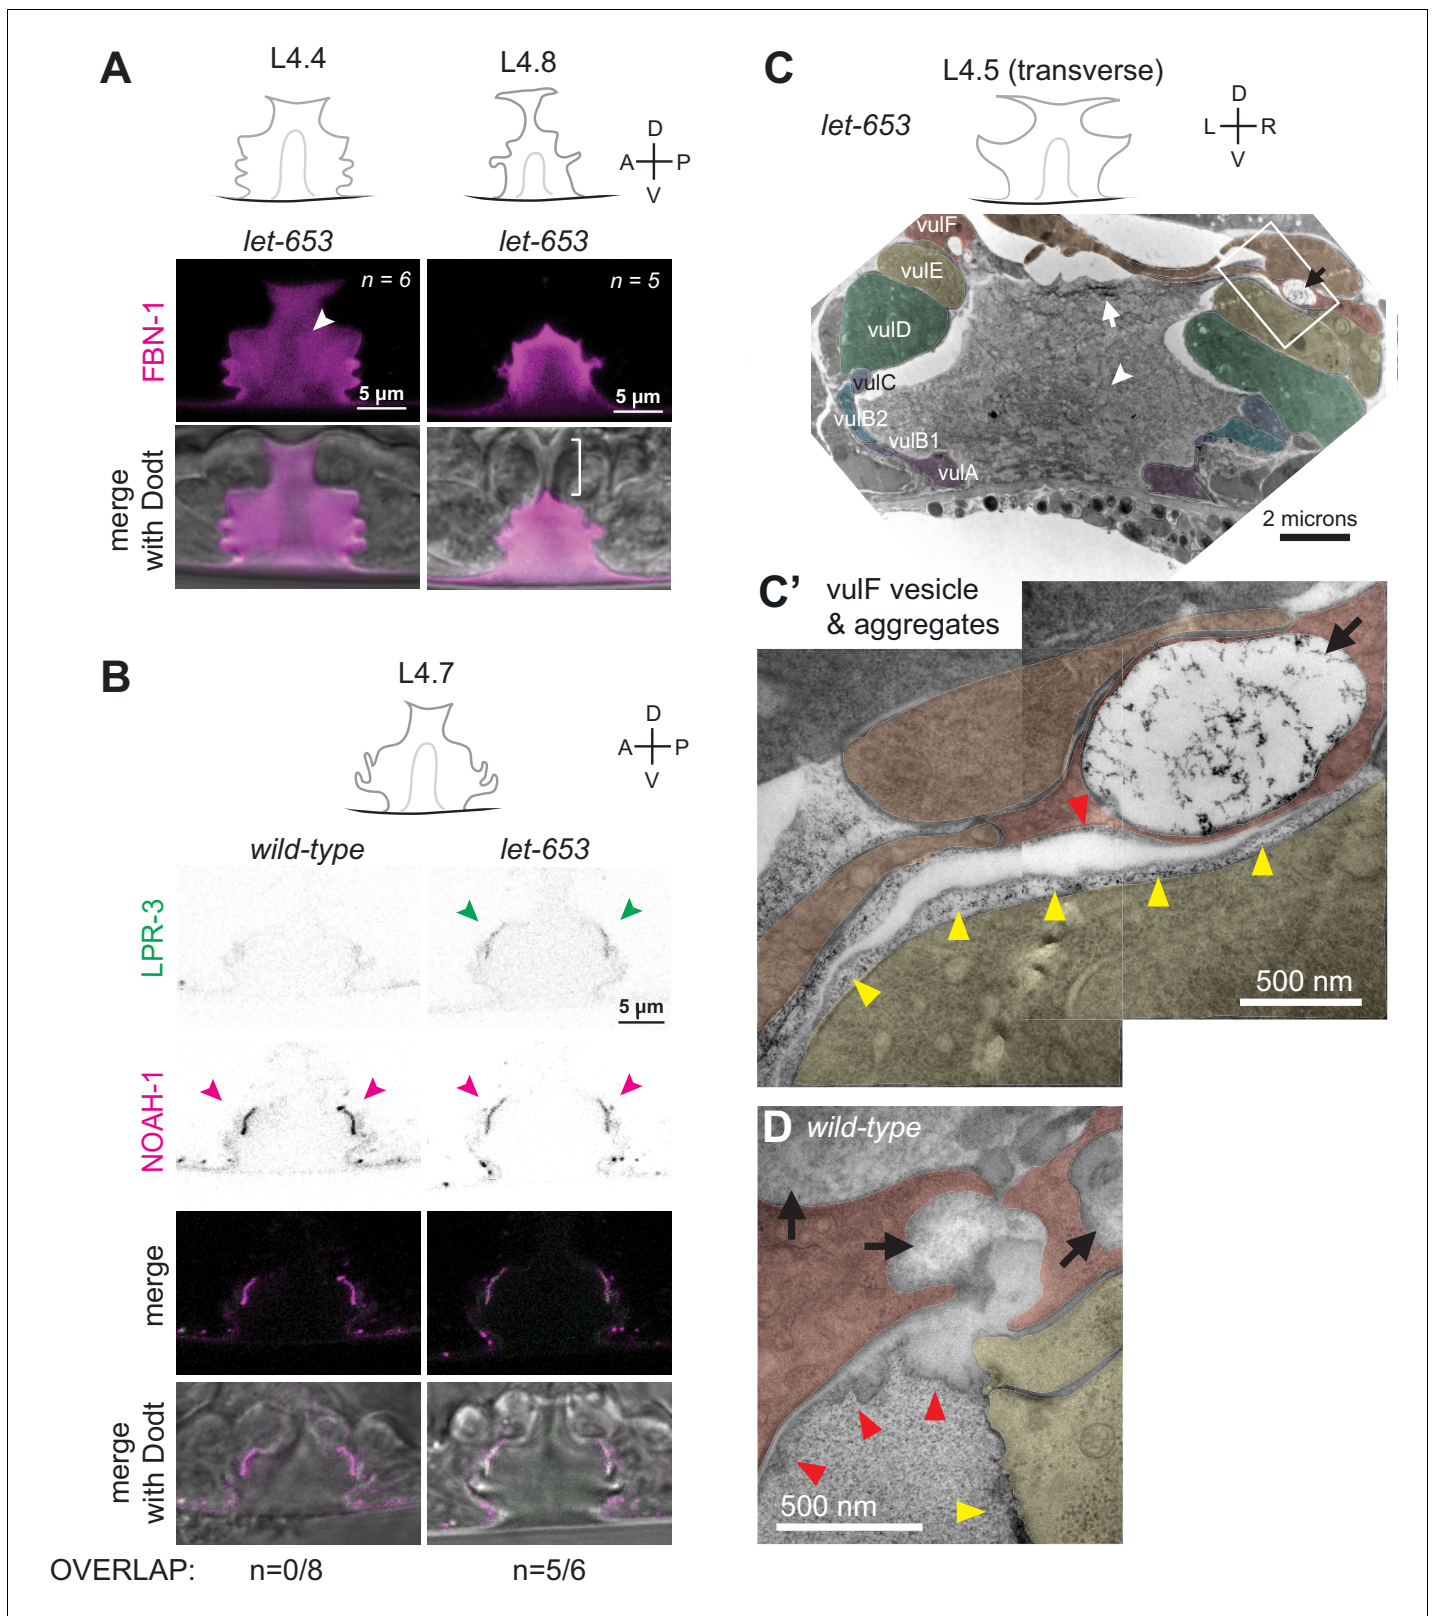 A
L4.4
L4.8
D
A
P
V
let-653
let-653
FBN-1
n = 6
n = 5
5 µm
5 µm
merge
with Dodt
B
L4.7
D
A
P
V
wild-type
let-653
LPR-3
5 µm
NOAH-1
merge
merge
with Dodt
OVERLAP:
n=0/8
n=5/6
C
L4.5 (transverse)
let-653
D
L
R
V
vulF
vulE
vulD
vulC
vulB2
vulB1
vulA
2 microns
C’
vulF vesicle
& aggregates
500 nm
D
wild-type
500 nm